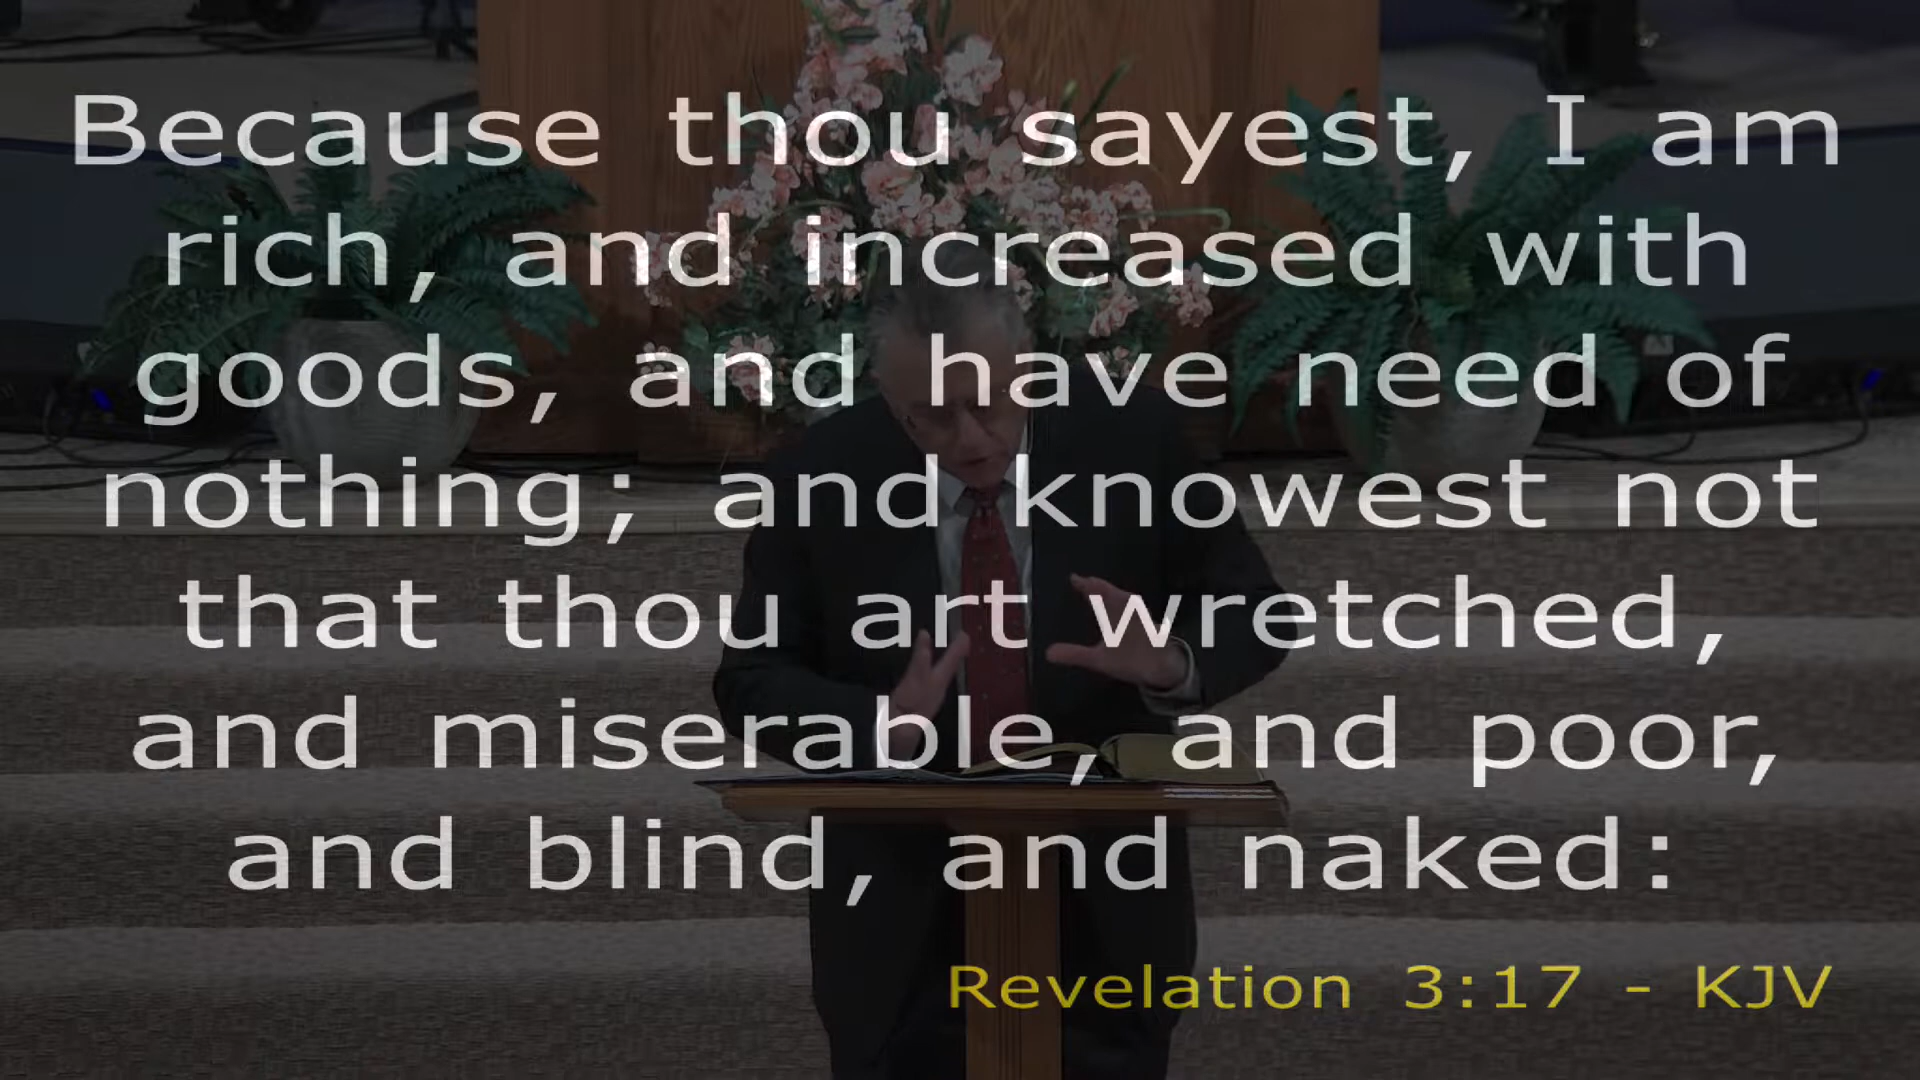 Because thou sayest, I am
rich, and increased with
goods, and have need of
nothing; and knowest not
that thou art wretched,
and miserable, and poor,
and blind, and naked:
Revelation 3:17 - KJV